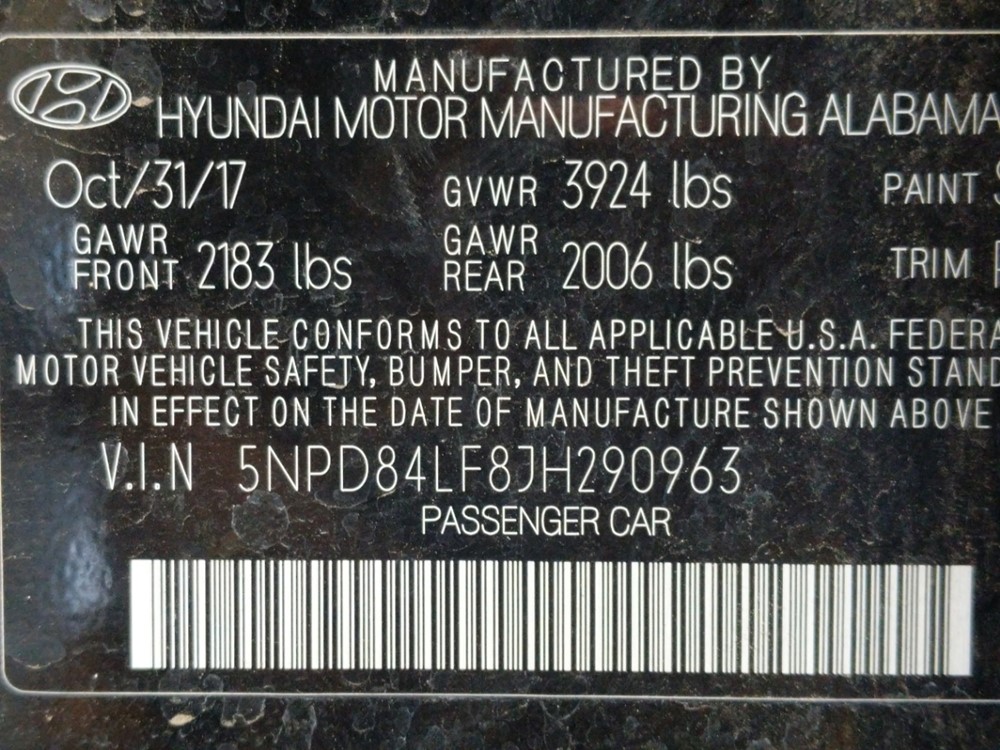 MANUFACTURED BY
HYUNDAI MOTOR MANUFACTURING ALABAMA
Oct/31/17 GVWR 3924 lbs PAINT
GAWR FRONT 2183 lbs GAWR REAR 2006 lbs TRIM
THIS VEHICLE CONFORMS TO ALL APPLICABLE U.S.A. FEDERA
MOTOR VEHICLE SAFETY, BUMPER, AND THEFT PREVENTION STAND
IN EFFECT ON THE DATE OF MANUFACTURE SHOWN ABOVE
V.I.N 5NPD84LF8JH290963
PASSENGER CAR